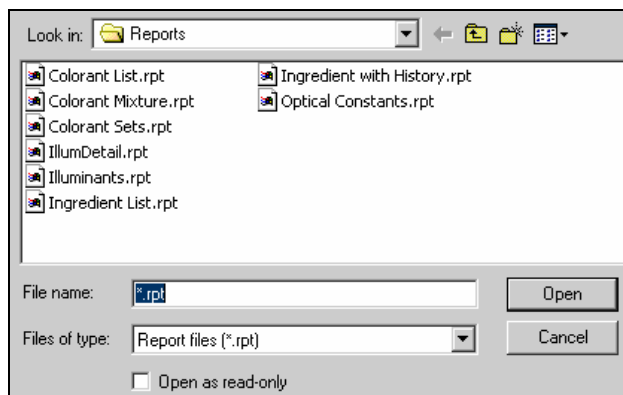 Look in: Reports
Colorant List.rpt
Colorant Mixture.rpt
Colorant Sets.rpt
IllumDetail.rpt
Illuminants.rpt
Ingredient List.rpt
Ingredient with History.rpt
Optical Constants.rpt
File name: *.rpt Open
Files of type: Report files (*.rpt) Cancel
Open as read-only